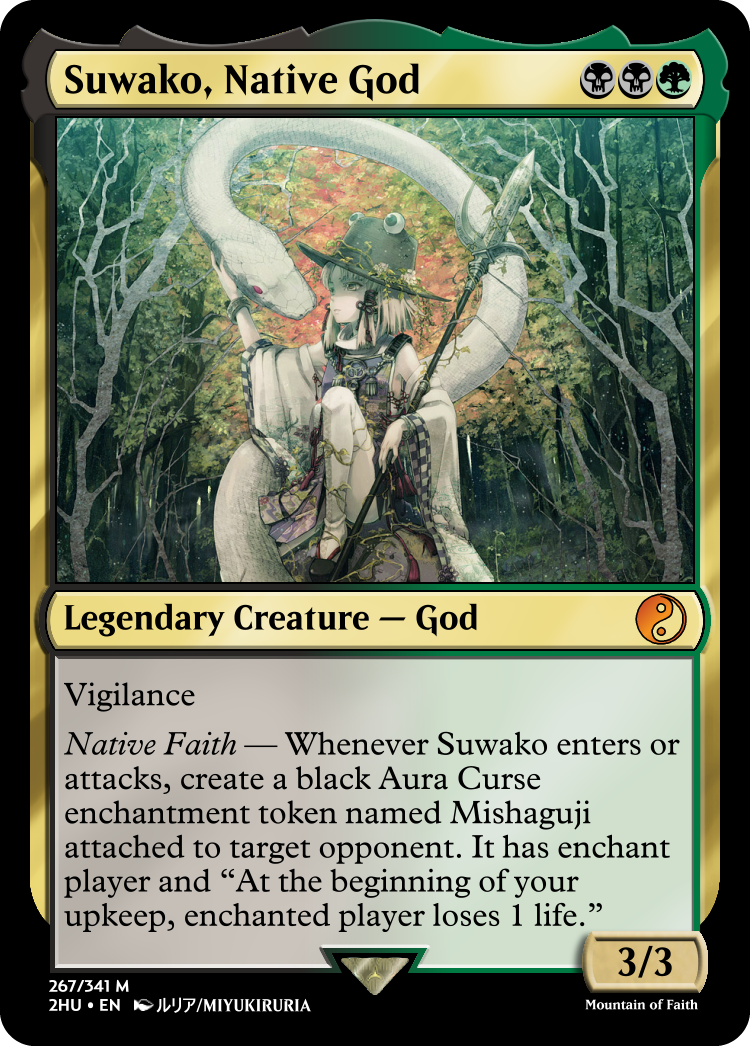 Suwako, Native God
Legendary Creature — God
Vigilance
Native Faith — Whenever Suwako enters or
attacks, create a black Aura Curse
enchantment token named Mishaguji
attached to target opponent. It has enchant
player and “At the beginning of your
upkeep, enchanted player loses 1 life.”
3/3
267/341 M
2HU • EN ルリア/MIYUKIRURIA
Mountain of Faith